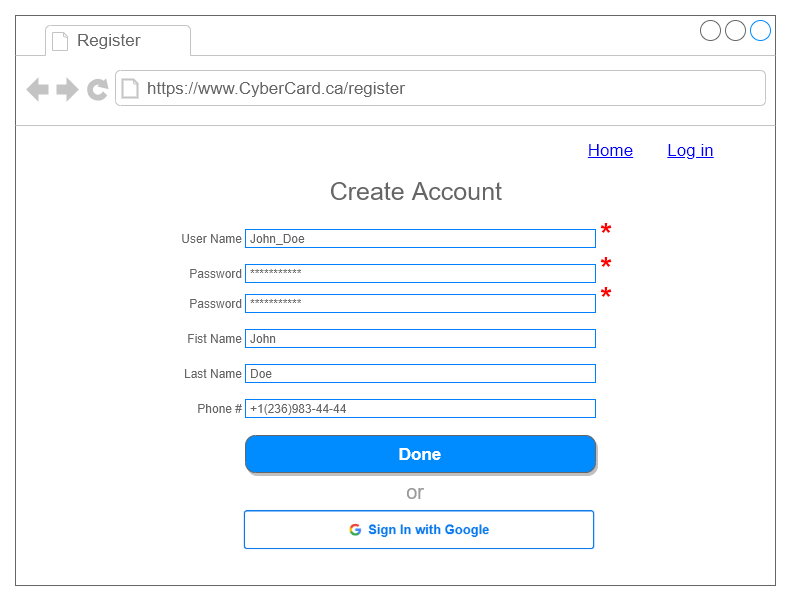 Register
https://www.CyberCard.ca/register
Home Log in
Create Account
User Name John_Doe *
Password *********** *
Password *********** *
Fist Name John
Last Name Doe
Phone # +1(236)983-44-44
Done
or
Sign In with Google